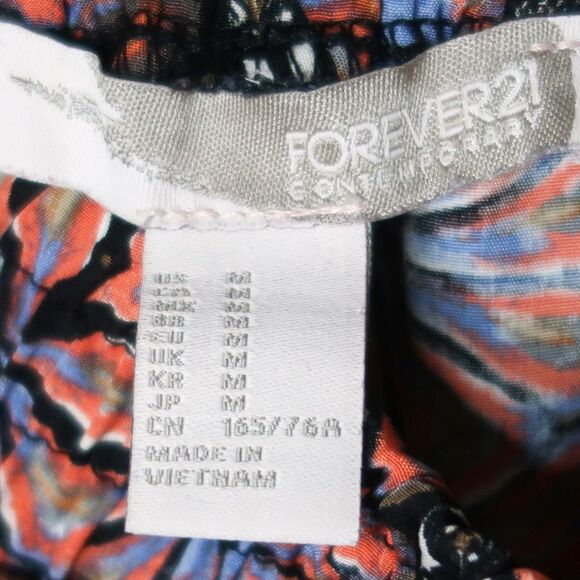 FOREVER21
CONTEMPORARY
US M
CA M
MX M
BR M
EU M
UK M
KR M
JP M
CN 165/76A
MADE IN
VIETNAM